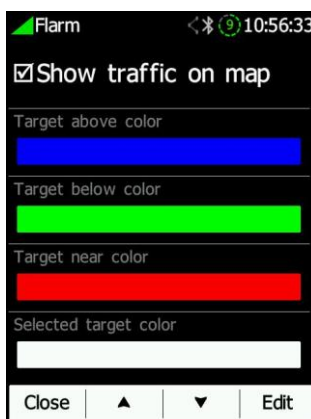 Flarm 9 10:56:33
Show traffic on map
Target above color
Target below color
Target near color
Selected target color
Close Edit